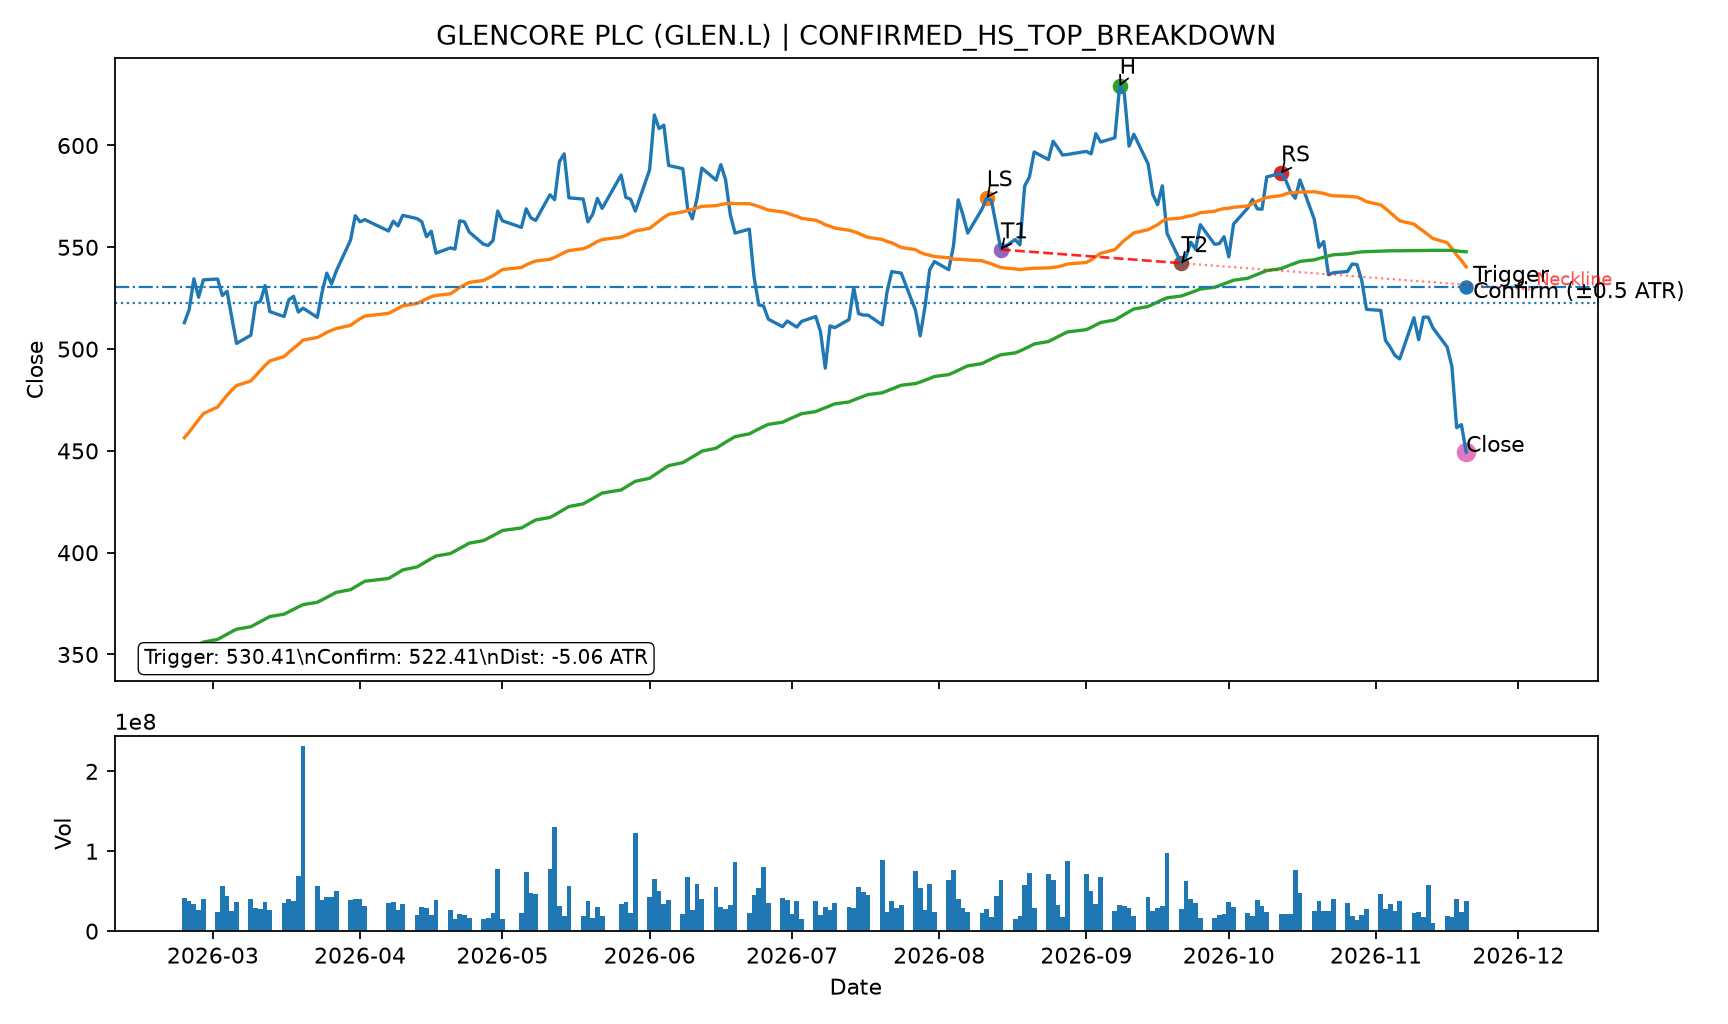 GLENCORE PLC (GLEN.L) | CONFIRMED_HS_TOP_BREAKDOWN
H
600
RS
LS
550
T1
T2
Trigger
Neckline
Confirm (±0.5 ATR)
500
Close
450
Close
400
350
Trigger: 530.41\nConfirm: 522.41\nDist: -5.06 ATR
1e8
2
Vol
1
0
2026-03 2026-04 2026-05 2026-06 2026-07 2026-08 2026-09 2026-10 2026-11 2026-12
Date